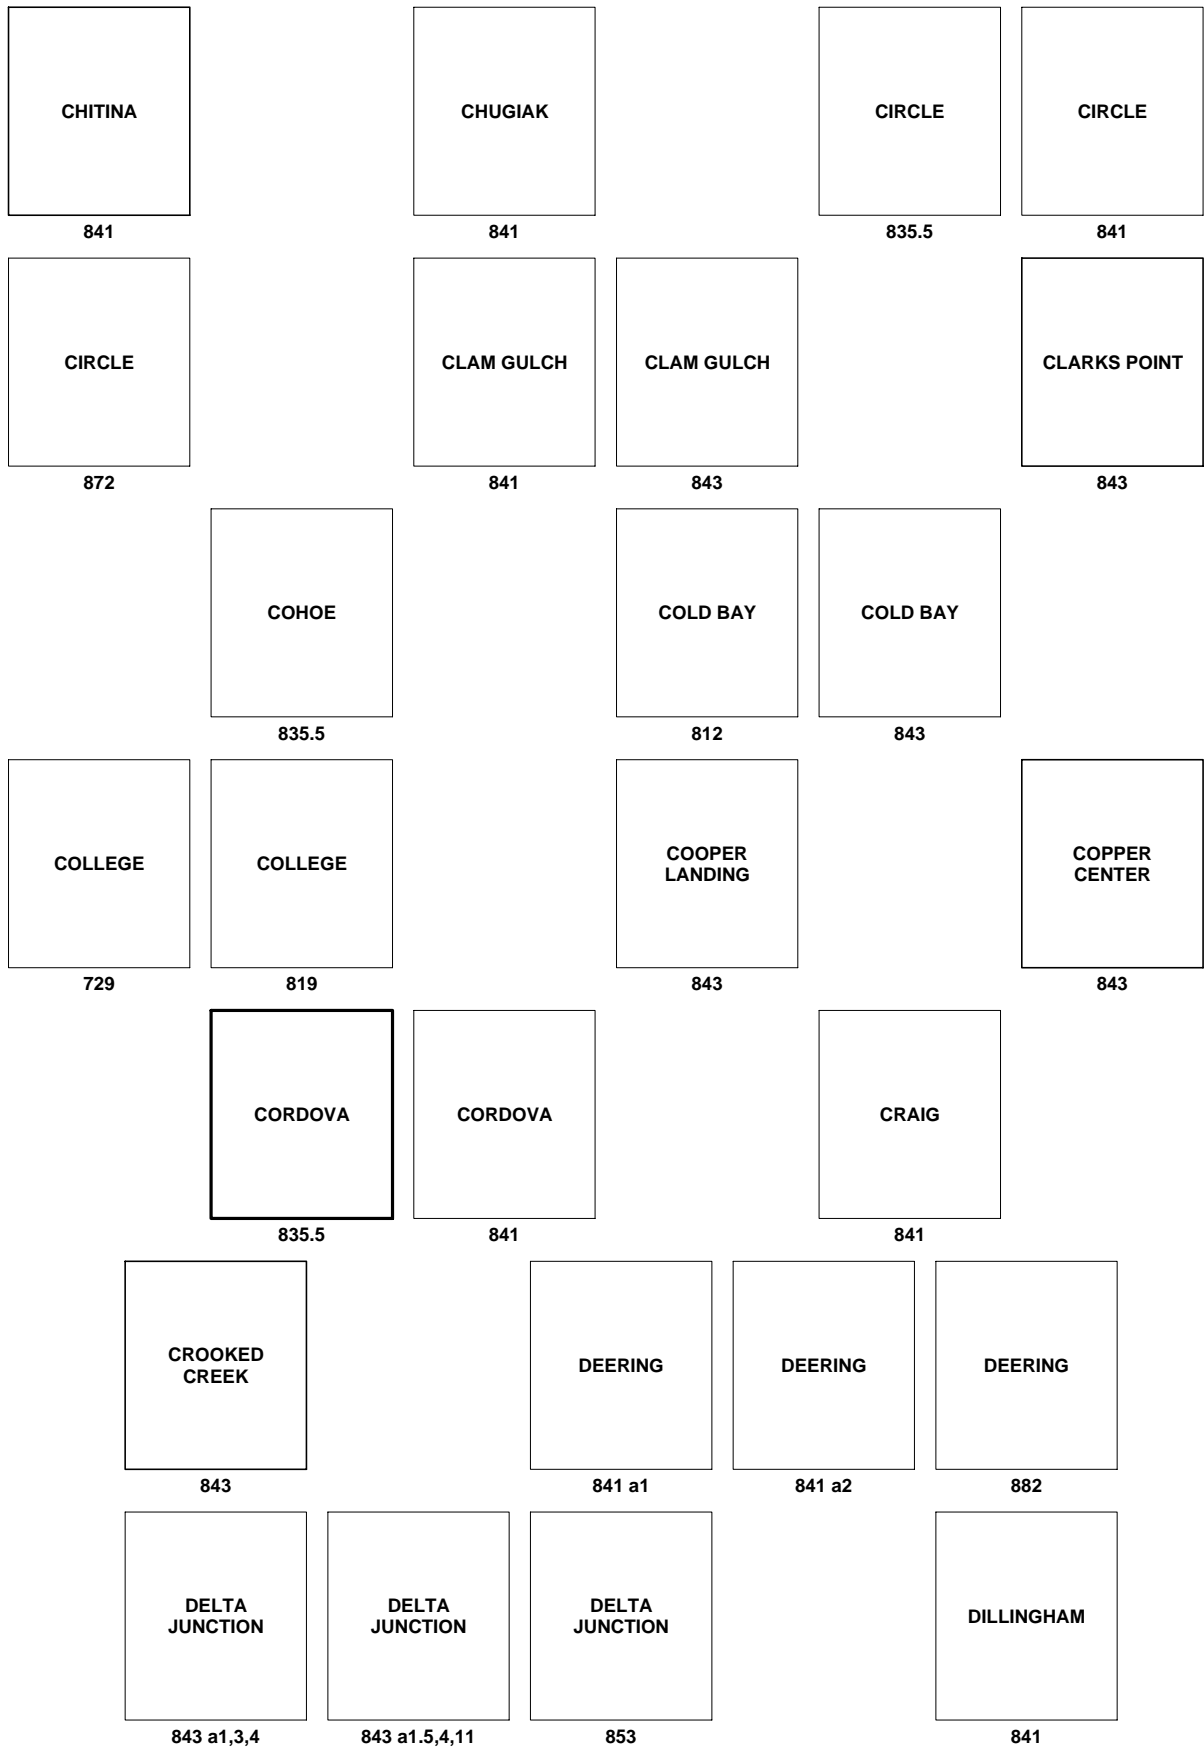 CHITINA
CHUGIAK
CIRCLE
CIRCLE
841
841
835.5
841
CIRCLE
CLAM GULCH
CLAM GULCH
CLARKS POINT
872
841
843
843
COHOE
COLD BAY
COLD BAY
835.5
812
843
COLLEGE
COLLEGE
COOPER
LANDING
COPPER
CENTER
729
819
843
843
CORDOVA
CORDOVA
CRAIG
835.5
841
841
CROOKED
CREEK
DEERING
DEERING
DEERING
843
841 a1
841 a2
882
DELTA
JUNCTION
DELTA
JUNCTION
DELTA
JUNCTION
DILLINGHAM
843 a1,3,4
843 a1.5,4,11
853
841